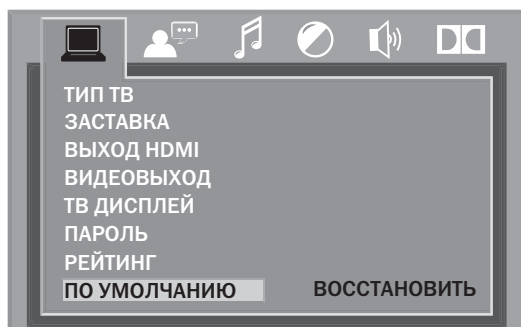 ТИП ТВ
ЗАСТАВКА
ВЫХОД HDMI
ВИДЕОВЫХОД
ТВ ДИСПЛЕЙ
ПАРОЛЬ
РЕЙТИНГ
ПО УМОЛЧАНИЮ ВОССТАНОВИТЬ